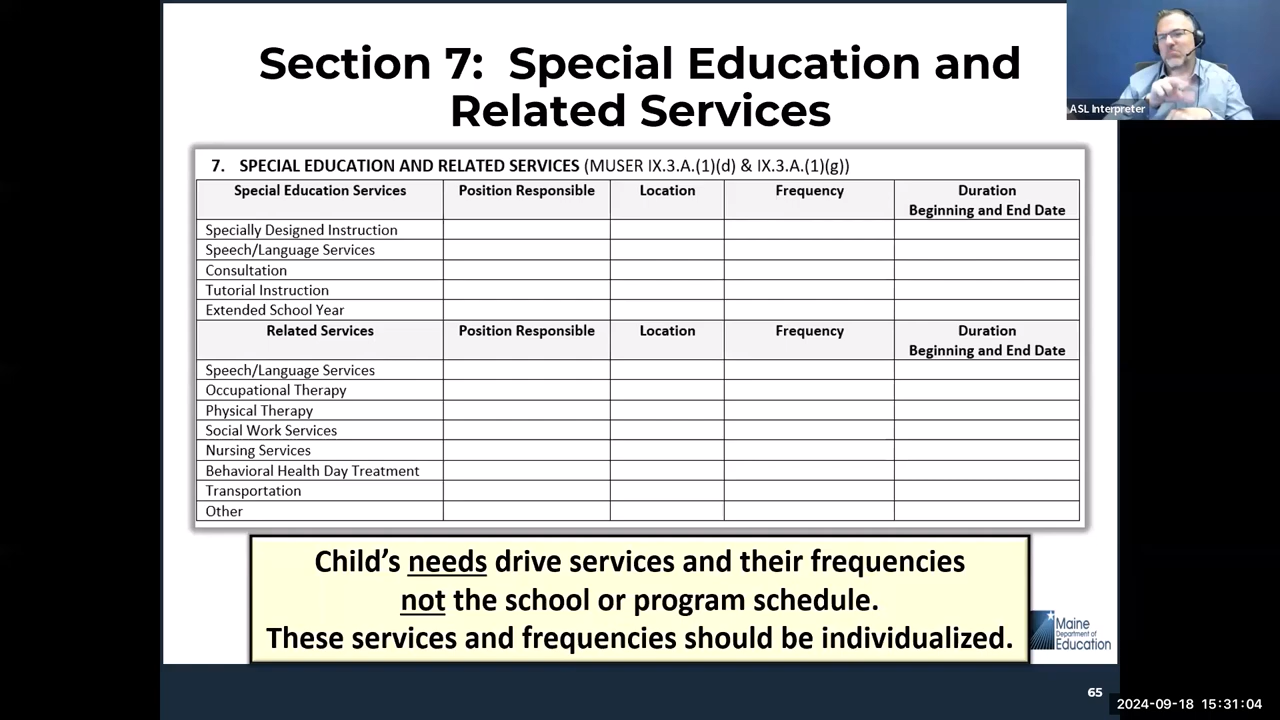 Section 7: Special Education and
Related Services
ASL Interpreter
7. SPECIAL EDUCATION AND RELATED SERVICES (MUSER IX.3.A.(1)(d) & IX.3.A.(1)(g))
Special Education Services Position Responsible Location Frequency Duration
Beginning and End Date
Specially Designed Instruction
Speech/Language Services
Consultation
Tutorial Instruction
Extended School Year
Related Services Position Responsible Location Frequency Duration
Beginning and End Date
Speech/Language Services
Occupational Therapy
Physical Therapy
Social Work Services
Nursing Services
Behavioral Health Day Treatment
Transportation
Other
Child's needs drive services and their frequencies
not the school or program schedule.
These services and frequencies should be individualized.
Maine
Department of
Education
65
2024-09-18 15:31:04